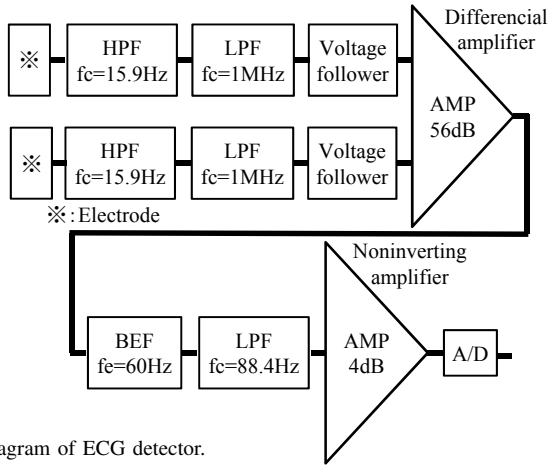 Differencial
amplifier
※
HPF
fc=15.9Hz
LPF
fc=1MHz
Voltage
follower
AMP
56dB
※
HPF
fc=15.9Hz
LPF
fc=1MHz
Voltage
follower
※:Electrode
Noninverting
amplifier
BEF
fe=60Hz
LPF
fc=88.4Hz
AMP
4dB
A/D
agram of ECG detector.